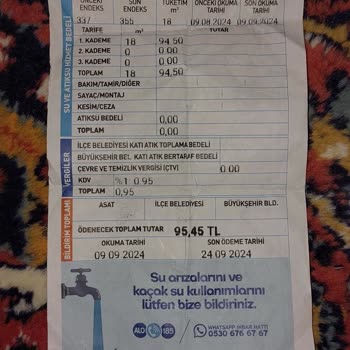 ÖNCEKİ ENDEKS SON ENDEKS TÜKETİM m³ ÖNCEKİ OKUMA TARİHİ SON OKUMA TARİHİ
337 355 18 09.08.2024 09.09.2024
TARİFE m³ TUTAR
SU VE ATIKSU HİZMET BEDELİ
1. KADEME 18 94,50
2. KADEME 0 0,00
3. KADEME 0 0,00
TOPLAM 18 94,50
BAKIM/TAMİR/DİĞER
SAYAÇ/MONTAJ
KESİM/CEZA
ATIKSU BEDELİ 0,00
TOPLAM 0,00
VERGİLER
İLÇE BELEDİYESİ KATI ATIK TOPLAMA BEDELİ
BÜYÜKŞEHİR BEL. KATI ATIK BERTARAF BEDELİ
ÇEVRE VE TEMİZLİK VERGİSİ (ÇTV) 0.00
KDV %1 0.95
TOPLAM 0,95
BİLDİRİM TOPLAMI
ASAT İLÇE BELEDİYESİ BÜYÜKŞEHİR BLD.
ÖDENECEK TOPLAM TUTAR 95,45 TL
OKUMA TARİHİ SON ÖDEME TARİHİ
09.09.2024 24.09.2024
Su arızalarını ve
kaçak su kullanımlarını
lütfen bize bildiriniz.
ALO 185 WHATSAPP İHBAR HATTI
0530 676 67 67